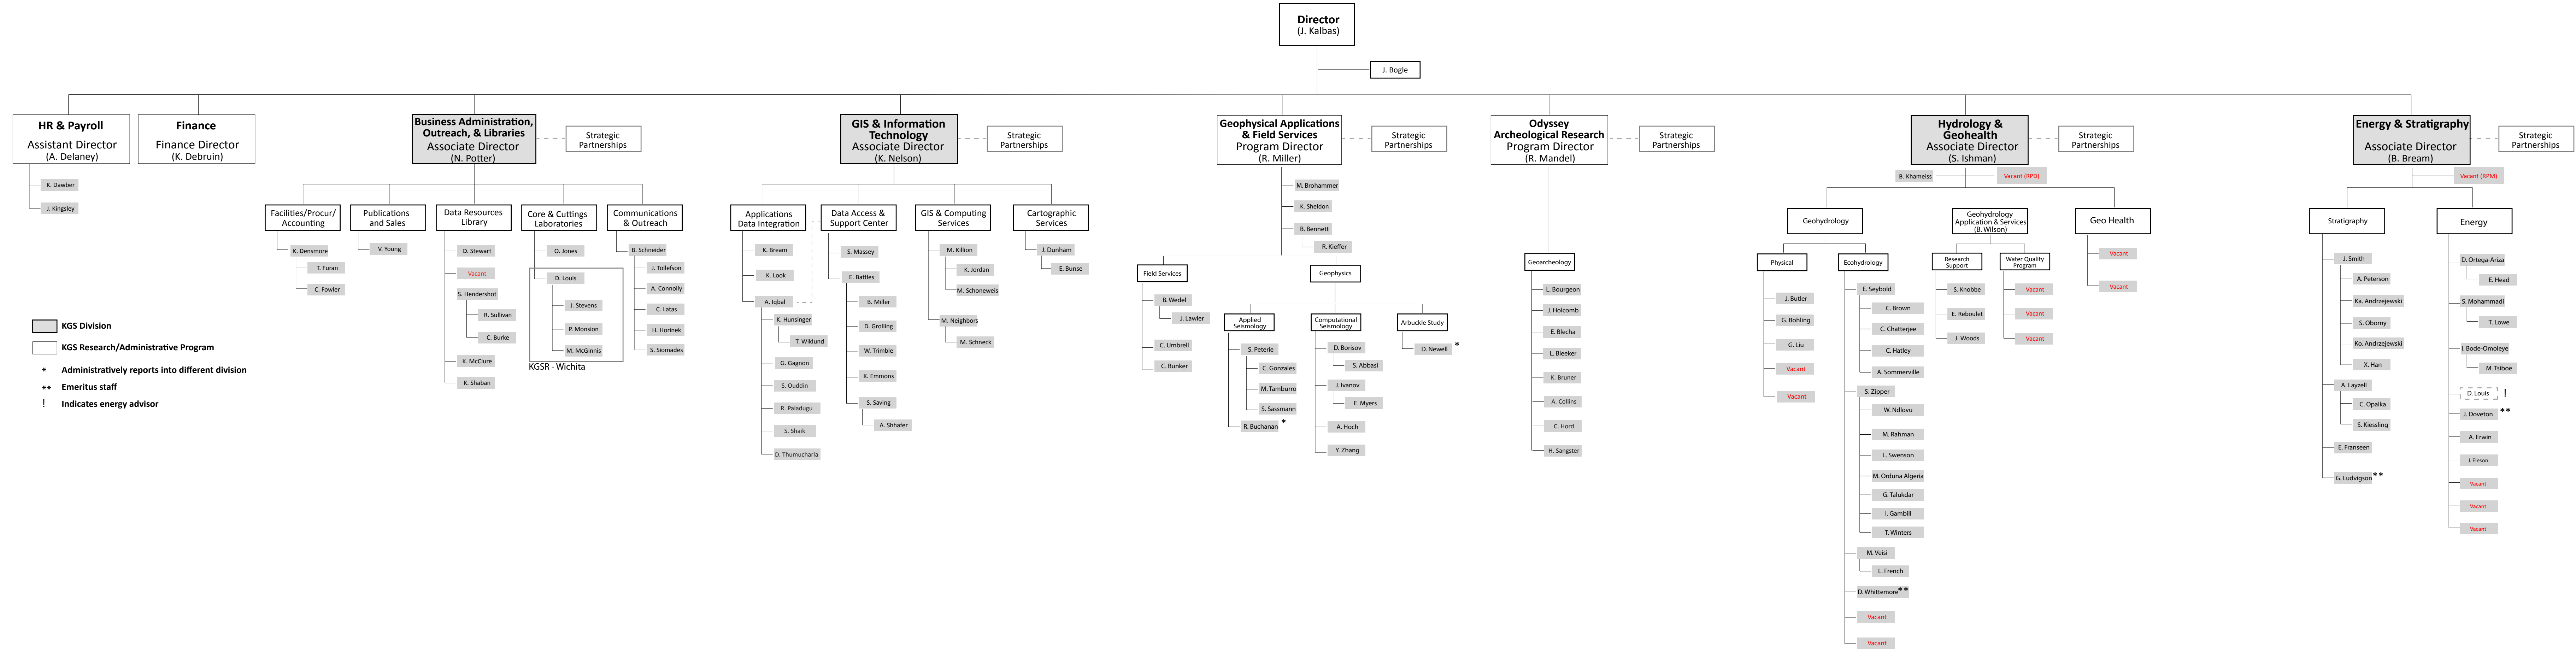 Director
(J. Kalbas)
J. Bogle
HR & Payroll
Assistant Director
(A. Delaney)
K. Dawber
J. Kingsley
Finance
Finance Director
(K. Debruin)
Business Administration,
Outreach, & Libraries
Associate Director
(N. Potter)
Strategic
Partnerships
Facilities/Procur/
Accounting
K. Densmore
T. Furan
C. Fowler
Publications
and Sales
V. Young
Data Resources
Library
D. Stewart
Vacant
S. Hendershot
R. Sullivan
C. Burke
K. McClure
K. Shaban
Core & Cuttings
Laboratories
O. Jones
D. Louis
J. Stevens
P. Monsion
M. McGinnis
KGSR - Wichita
Communications
& Outreach
B. Schneider
J. Tollefson
A. Connolly
C. Latas
H. Horinek
S. Siomades
GIS & Information
Technology
Associate Director
(K. Nelson)
Strategic
Partnerships
Applications
Data Integration
K. Bream
K. Look
A. Iqbal
K. Hunsinger
T. Wiklund
G. Gagnon
S. Ouddin
R. Paladugu
S. Shaik
D. Thumucharla
Data Access &
Support Center
S. Massey
E. Battles
B. Miller
D. Grolling
W. Trimble
K. Emmons
S. Saving
A. Shhafer
GIS & Computing
Services
M. Killion
K. Jordan
M. Schoneweis
M. Neighbors
M. Schneck
Cartographic
Services
J. Dunham
E. Bunse
Geophysical Applications
& Field Services
Program Director
(R. Miller)
Strategic
Partnerships
M. Brohammer
K. Sheldon
B. Bennett
R. Kieffer
Field Services
B. Wedel
J. Lawler
C. Umbrell
C. Bunker
Geophysics
Applied
Seismology
S. Peterie
C. Gonzales
M. Tamburro
S. Sassmann
R. Buchanan *
Computational
Seismology
D. Borisov
S. Abbasi
J. Ivanov
E. Myers
A. Hoch
Y. Zhang
Arbuckle Study
D. Newell *
Odyssey
Archeological Research
Program Director
(R. Mandel)
Strategic
Partnerships
Geoarcheology
L. Bourgeon
J. Holcomb
E. Blecha
L. Bleeker
K. Bruner
A. Collins
C. Hord
H. Sangster
Hydrology &
Geohealth
Associate Director
(S. Ishman)
Strategic
Partnerships
B. Khameiss
Vacant (RPD)
Geohydrology
Physical
J. Butler
G. Bohling
G. Liu
Vacant
Vacant
Ecohydrology
E. Seybold
C. Brown
C. Chatterjee
C. Hatley
A. Sommerville
S. Zipper
W. Ndlovu
M. Rahman
L. Swenson
M. Orduna Algeria
G. Talukdar
I. Gambill
T. Winters
M. Veisi
L. French
D. Whittemore **
Vacant
Vacant
Geohydrology
Application & Services
(B. Wilson)
Research
Support
S. Knobbe
E. Reboulet
J. Woods
Water Quality
Program
Vacant
Vacant
Vacant
Geo Health
Vacant
Vacant
Energy & Stratigraphy
Associate Director
(B. Bream)
Strategic
Partnerships
Vacant (RPM)
Stratigraphy
J. Smith
A. Peterson
Ka. Andrzejewski
S. Oborny
Ko. Andrzejewski
X. Han
A. Layzell
C. Opalka
S. Kiessling
E. Franseen
G. Ludvigson **
Energy
D. Ortega-Ariza
E. Head
S. Mohammadi
T. Lowe
I. Bode-Omoleye
M. Tsiboe
D. Louis !
J. Doveton **
A. Erwin
J. Eleson
Vacant
Vacant
Vacant
KGS Division
KGS Research/Administrative Program
* Administratively reports into different division
** Emeritus staff
! Indicates energy advisor